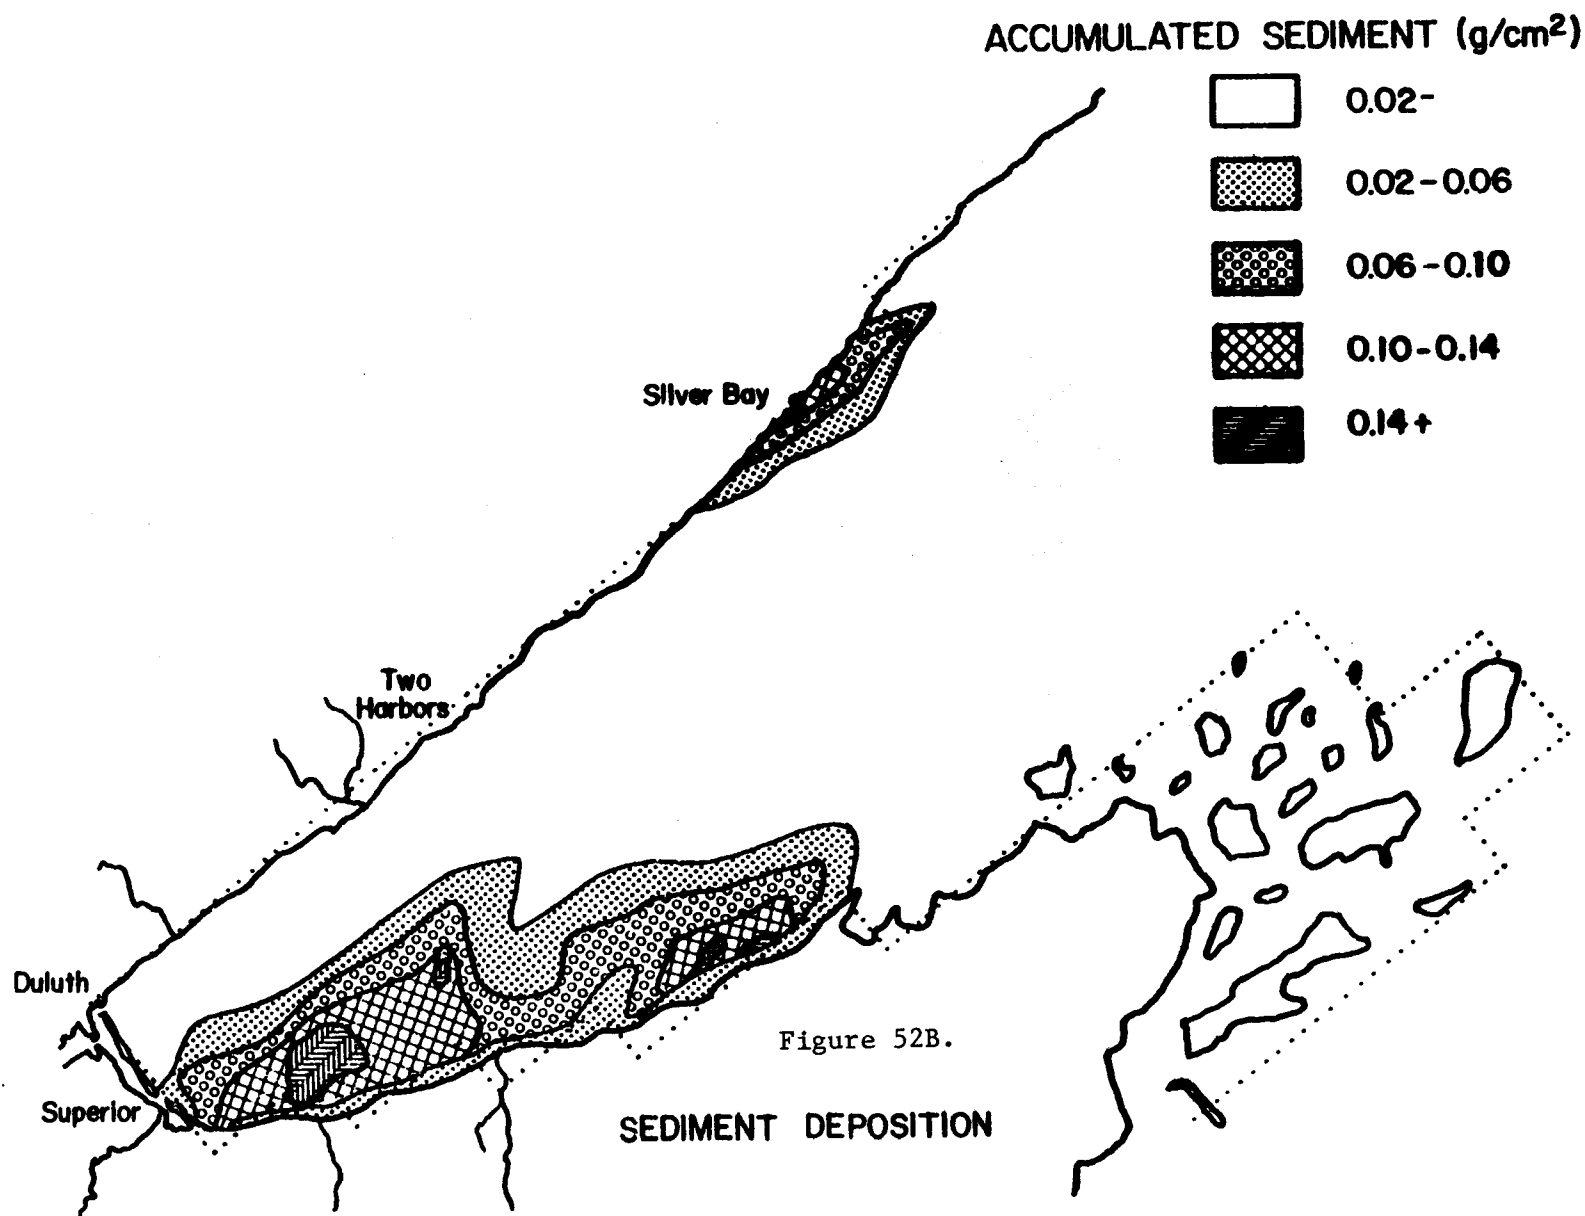 ACCUMULATED SEDIMENT (g/cm²)
0.02-
0.02-0.06
0.06-0.10
0.10-0.14
0.14+
Silver Bay
Two
Harbors
Duluth
Superior
Figure 52B.
SEDIMENT DEPOSITION